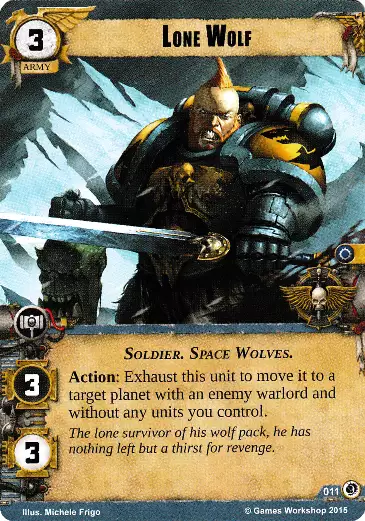 3
LONE WOLF
ARMY
SOLDIER. SPACE WOLVES.
3
Action: Exhaust this unit to move it to a
target planet with an enemy warlord and
without any units you control.
3
The lone survivor of his wolf pack, he has
nothing left but a thirst for revenge.
011
Illus. Michele Frigo
© Games Workshop 2015